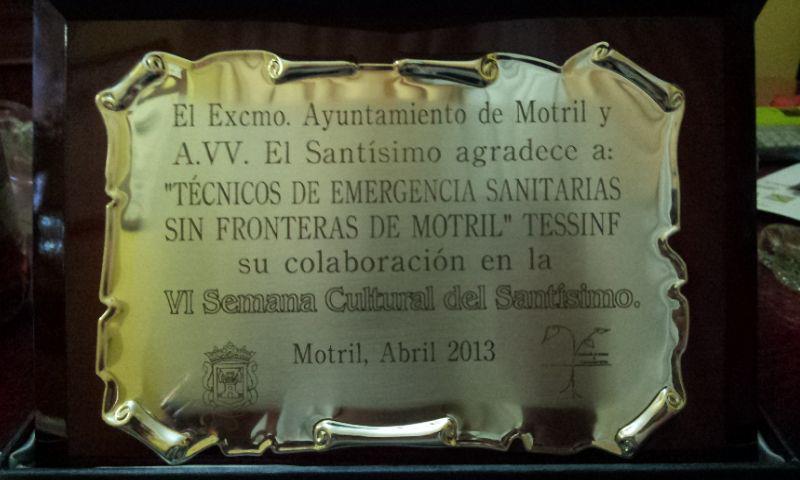 El Excmo. Ayuntamiento de Motril y
A.VV. El Santísimo agradece a:
"TÉCNICOS DE EMERGENCIA SANITARIAS
SIN FRONTERAS DE MOTRIL" TESSINF
su colaboración en la
VI Semana Cultural del Santísimo.
Motril, Abril 2013